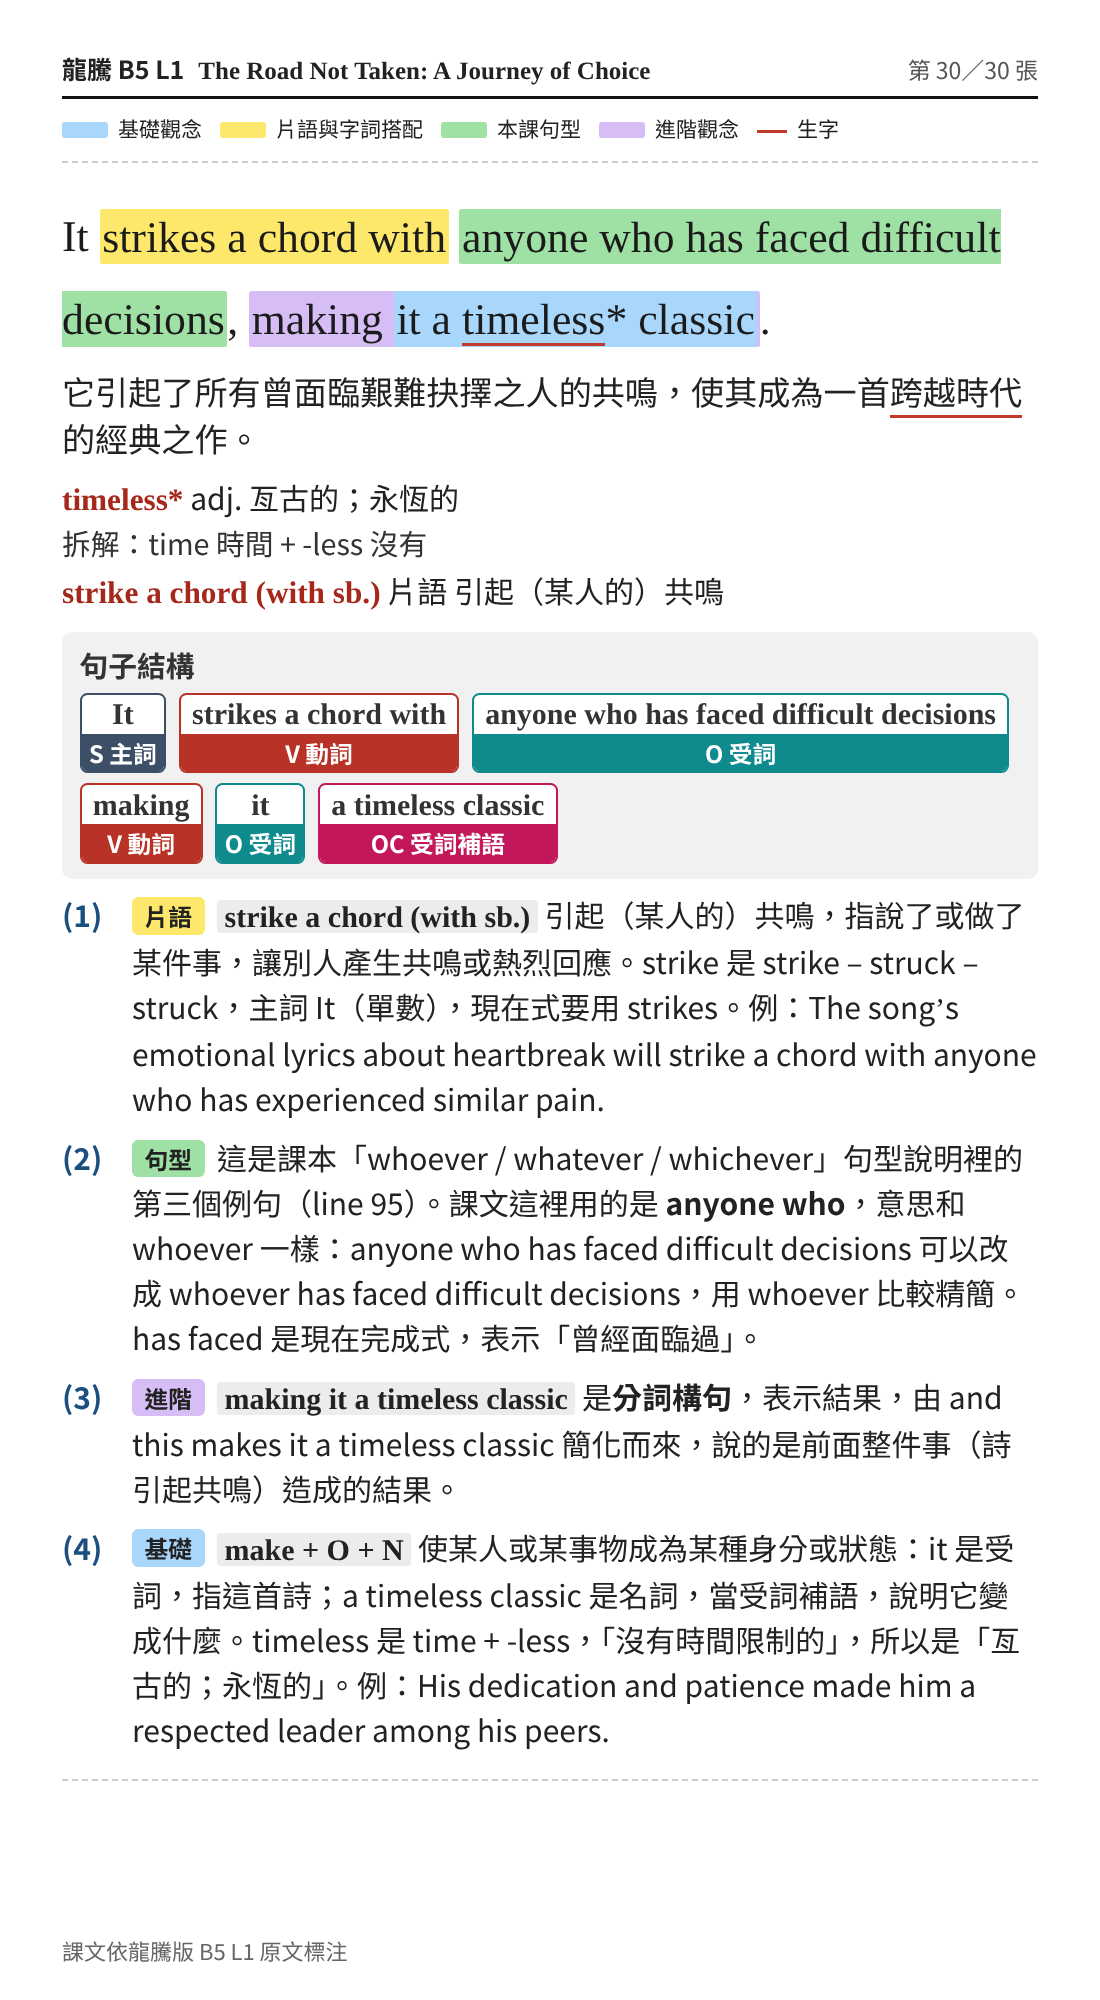 龍騰 B5 L1 The Road Not Taken: A Journey of Choice 第 30／30 張
基礎觀念 片語與字詞搭配 本課句型 進階觀念 生字
It strikes a chord with anyone who has faced difficult
decisions, making it a timeless* classic.
它引起了所有曾面臨艱難抉擇之人的共鳴，使其成為一首跨越時代
的經典之作。
timeless* adj. 亙古的；永恆的
拆解：time 時間 + -less 沒有
strike a chord (with sb.) 片語 引起（某人的）共鳴
句子結構
It strikes a chord with anyone who has faced difficult decisions
S 主詞 V 動詞 O 受詞
making it a timeless classic
V 動詞 O 受詞 OC 受詞補語
(1) 片語 strike a chord (with sb.) 引起（某人的）共鳴，指說了或做了
某件事，讓別人產生共鳴或熱烈回應。strike 是 strike – struck –
struck，主詞 It（單數），現在式要用 strikes。例：The song’s
emotional lyrics about heartbreak will strike a chord with anyone
who has experienced similar pain.
(2) 句型 這是課本「whoever / whatever / whichever」句型說明裡的
第三個例句（line 95）。課文這裡用的是 anyone who，意思和
whoever 一樣：anyone who has faced difficult decisions 可以改
成 whoever has faced difficult decisions，用 whoever 比較精簡。
has faced 是現在完成式，表示「曾經面臨過」。
(3) 進階 making it a timeless classic 是分詞構句，表示結果，由 and
this makes it a timeless classic 簡化而來，說的是前面整件事（詩
引起共鳴）造成的結果。
(4) 基礎 make + O + N 使某人或某事物成為某種身分或狀態：it 是受
詞，指這首詩；a timeless classic 是名詞，當受詞補語，說明它變
成什麼。timeless 是 time + -less，「沒有時間限制的」，所以是「亙
古的；永恆的」。例：His dedication and patience made him a
respected leader among his peers.
課文依龍騰版 B5 L1 原文標注